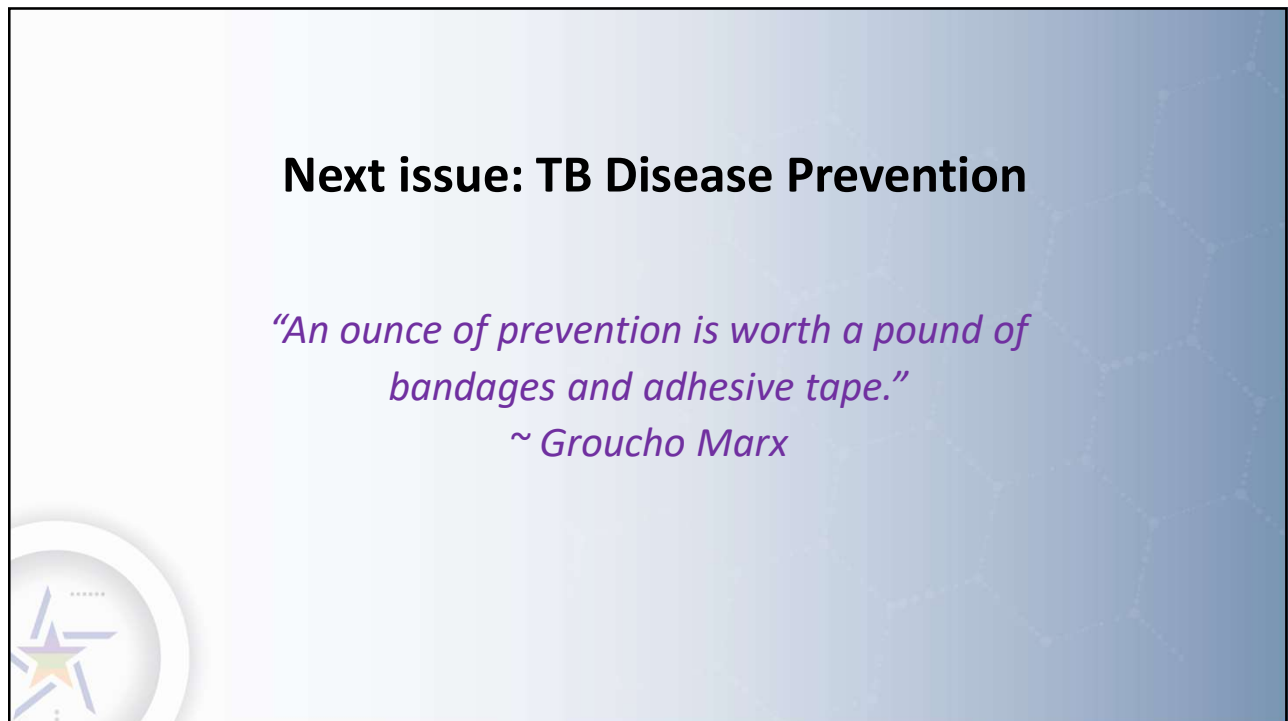 Next issue: TB Disease Prevention
“An ounce of prevention is worth a pound of
bandages and adhesive tape.”
~ Groucho Marx